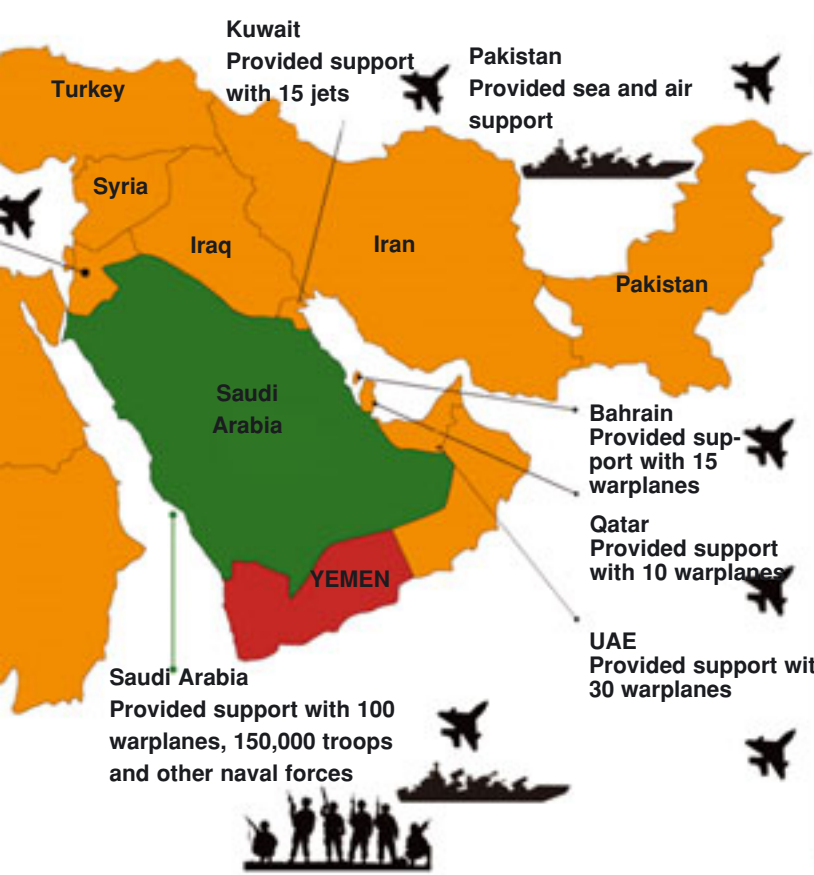 Kuwait
Provided support
with 15 jets
Pakistan
Provided sea and air
support
Turkey
Syria
Iraq
Iran
Pakistan
Saudi
Arabia
Bahrain
Provided sup-
port with 15
warplanes
Qatar
Provided support
with 10 warplanes
YEMEN
UAE
Provided support wit
30 warplanes
Saudi Arabia
Provided support with 100
warplanes, 150,000 troops
and other naval forces